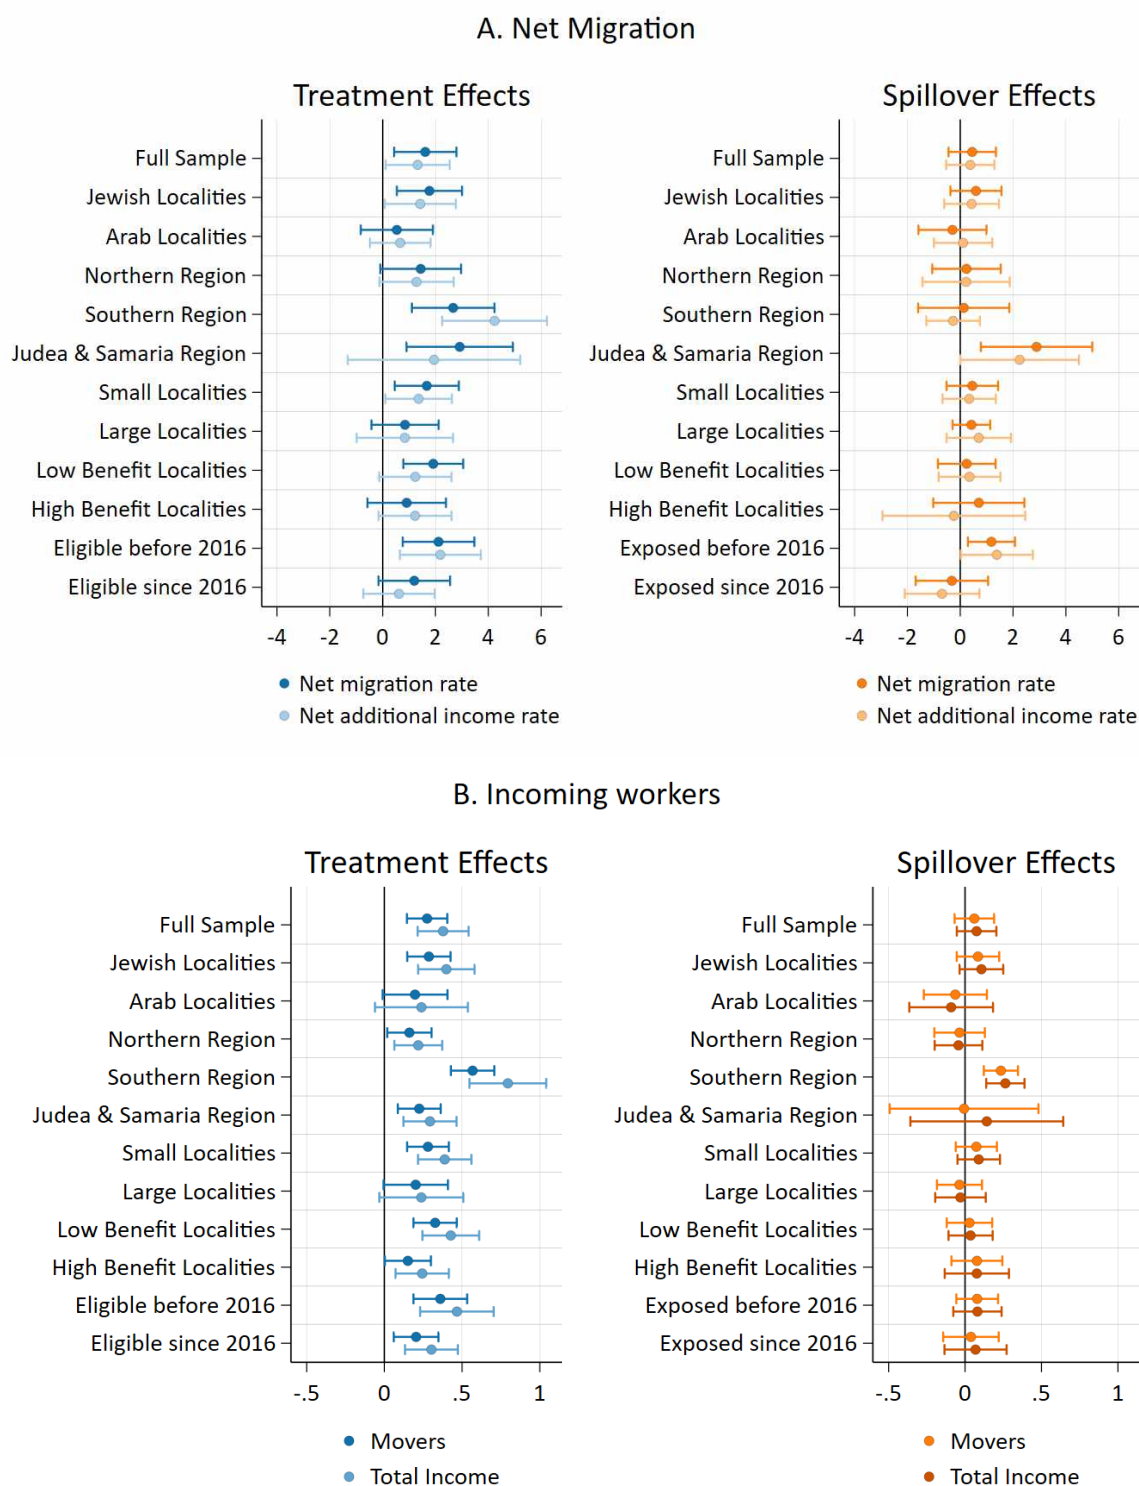 A. Net Migration
Treatment Effects
Full Sample
Jewish Localities
Arab Localities
Northern Region
Southern Region
Judea & Samaria Region
Small Localities
Large Localities
Low Benefit Localities
High Benefit Localities
Eligible before 2016
Eligible since 2016
-4 -2 0 2 4 6
Net migration rate
Net additional income rate
Spillover Effects
Full Sample
Jewish Localities
Arab Localities
Northern Region
Southern Region
Judea & Samaria Region
Small Localities
Large Localities
Low Benefit Localities
High Benefit Localities
Exposed before 2016
Exposed since 2016
-4 -2 0 2 4 6
Net migration rate
Net additional income rate
B. Incoming workers
Treatment Effects
Full Sample
Jewish Localities
Arab Localities
Northern Region
Southern Region
Judea & Samaria Region
Small Localities
Large Localities
Low Benefit Localities
High Benefit Localities
Eligible before 2016
Eligible since 2016
-.5 0 .5 1
Movers
Total Income
Spillover Effects
Full Sample
Jewish Localities
Arab Localities
Northern Region
Southern Region
Judea & Samaria Region
Small Localities
Large Localities
Low Benefit Localities
High Benefit Localities
Exposed before 2016
Exposed since 2016
-.5 0 .5 1
Movers
Total Income